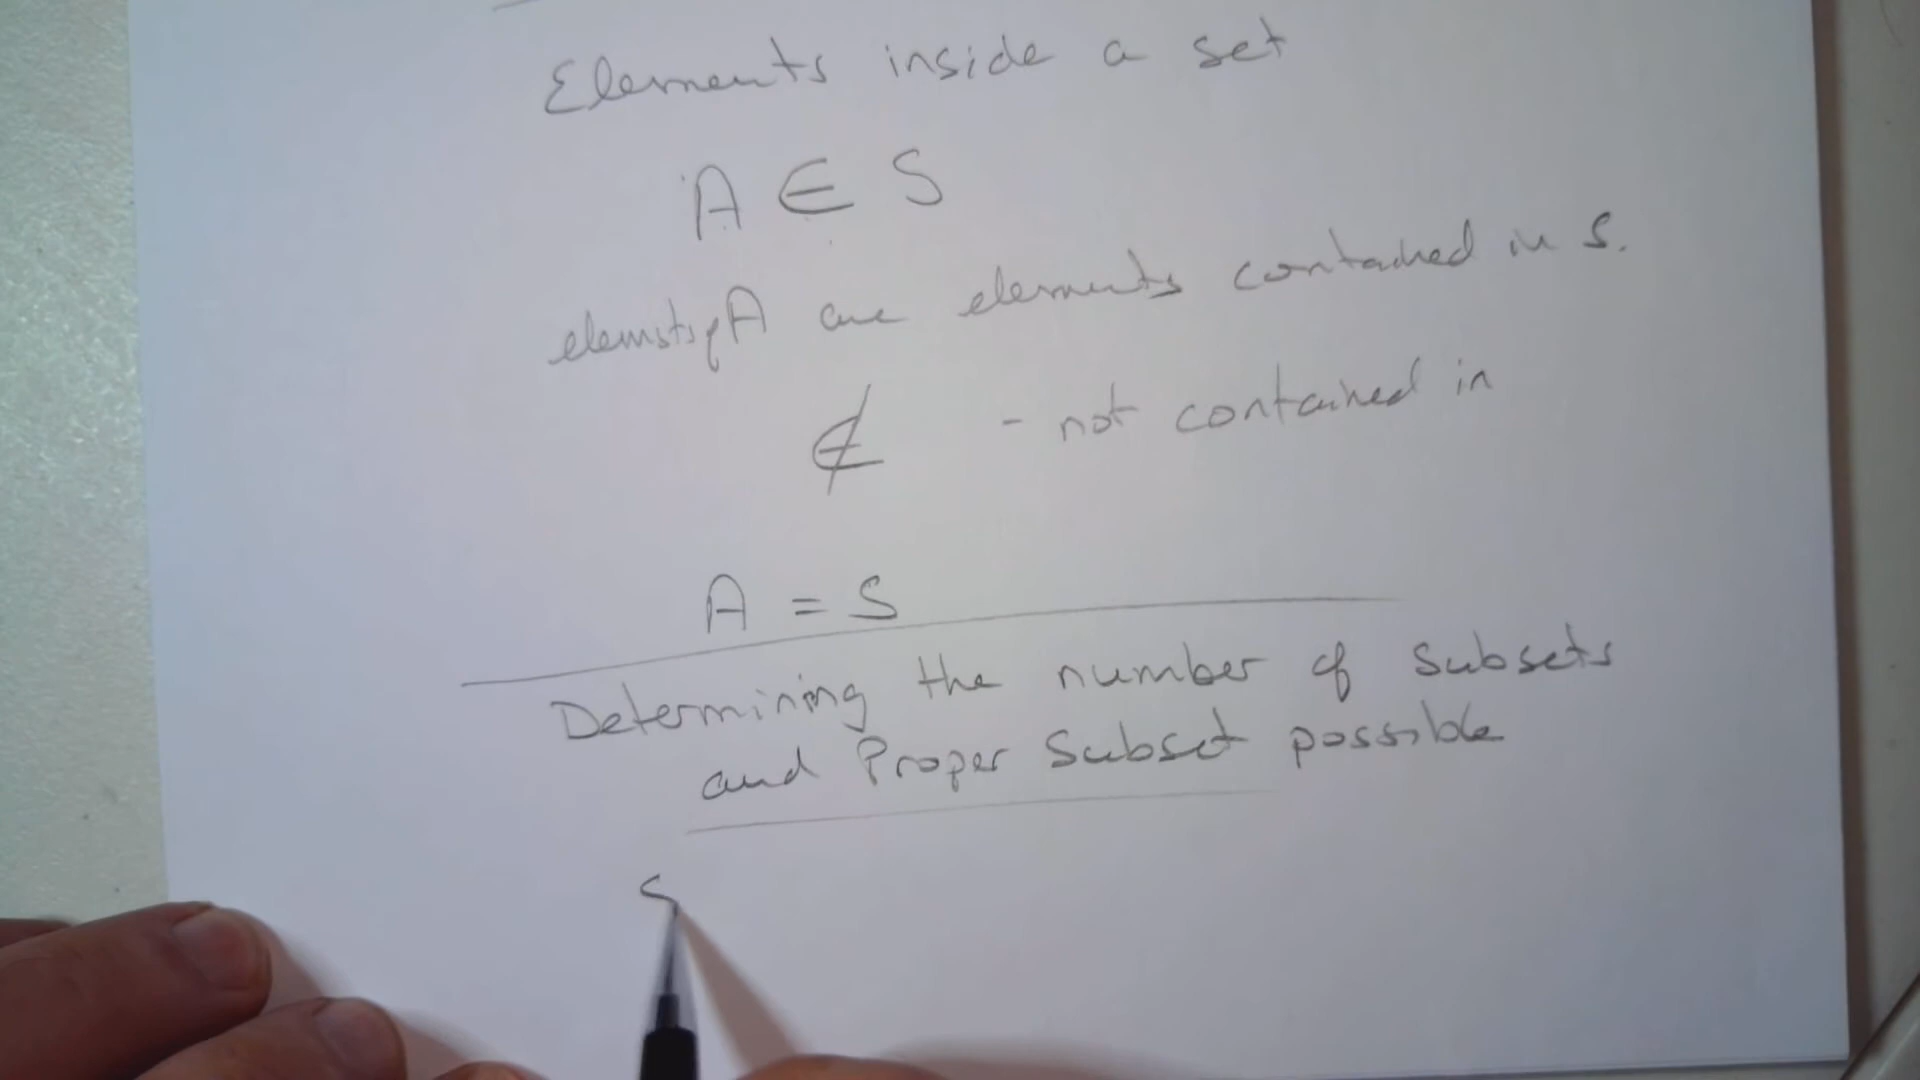 Elements inside a set
A ∈ S
elemnts of A are elements contained in S.
∉ - not contained in
A = S
Determining the number of subsets
and Proper Subset possible
S